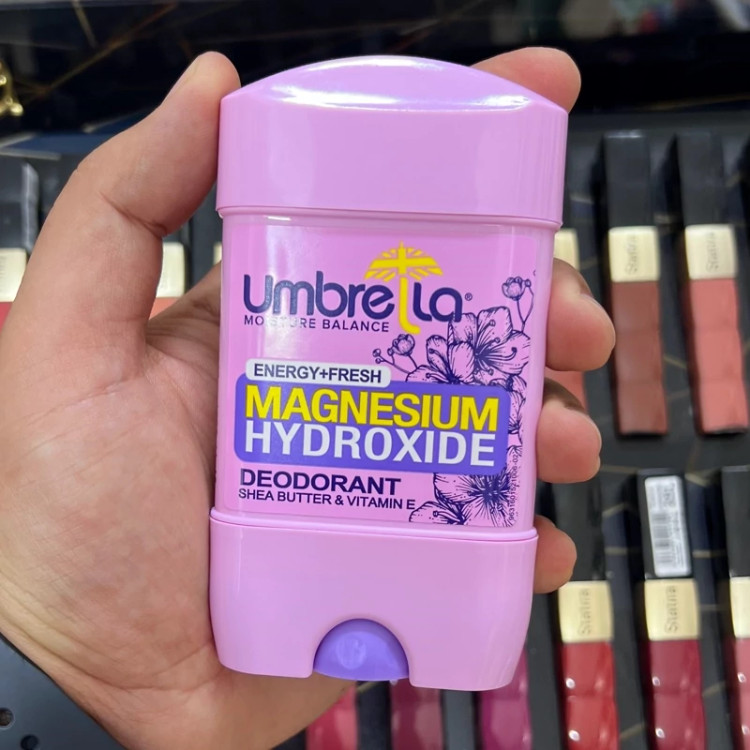 umbrella®
MOISTURE BALANCE
ENERGY+FRESH
MAGNESIUM
HYDROXIDE
DEODORANT
SHEA BUTTER & VITAMIN E